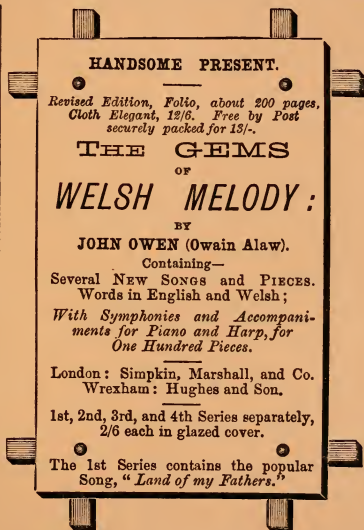 HANDSOME PRESENT.
Revised Edition, Folio, about 200 pages,
Cloth Elegant, 12/6. Free by Post
securely packed for 13/-.
THE GEMS
OF
WELSH MELODY:
BY
JOHN OWEN (Owain Alaw).
Containing—
Several NEW SONGS and PIECES.
Words in English and Welsh;
With Symphonies and Accompani-
ments for Piano and Harp, for
One Hundred Pieces.
London: Simpkin, Marshall, and Co.
Wrexham: Hughes and Son.
1st, 2nd, 3rd, and 4th Series separately,
2/6 each in glazed cover.
The 1st Series contains the popular
Song, "Land of my Fathers."